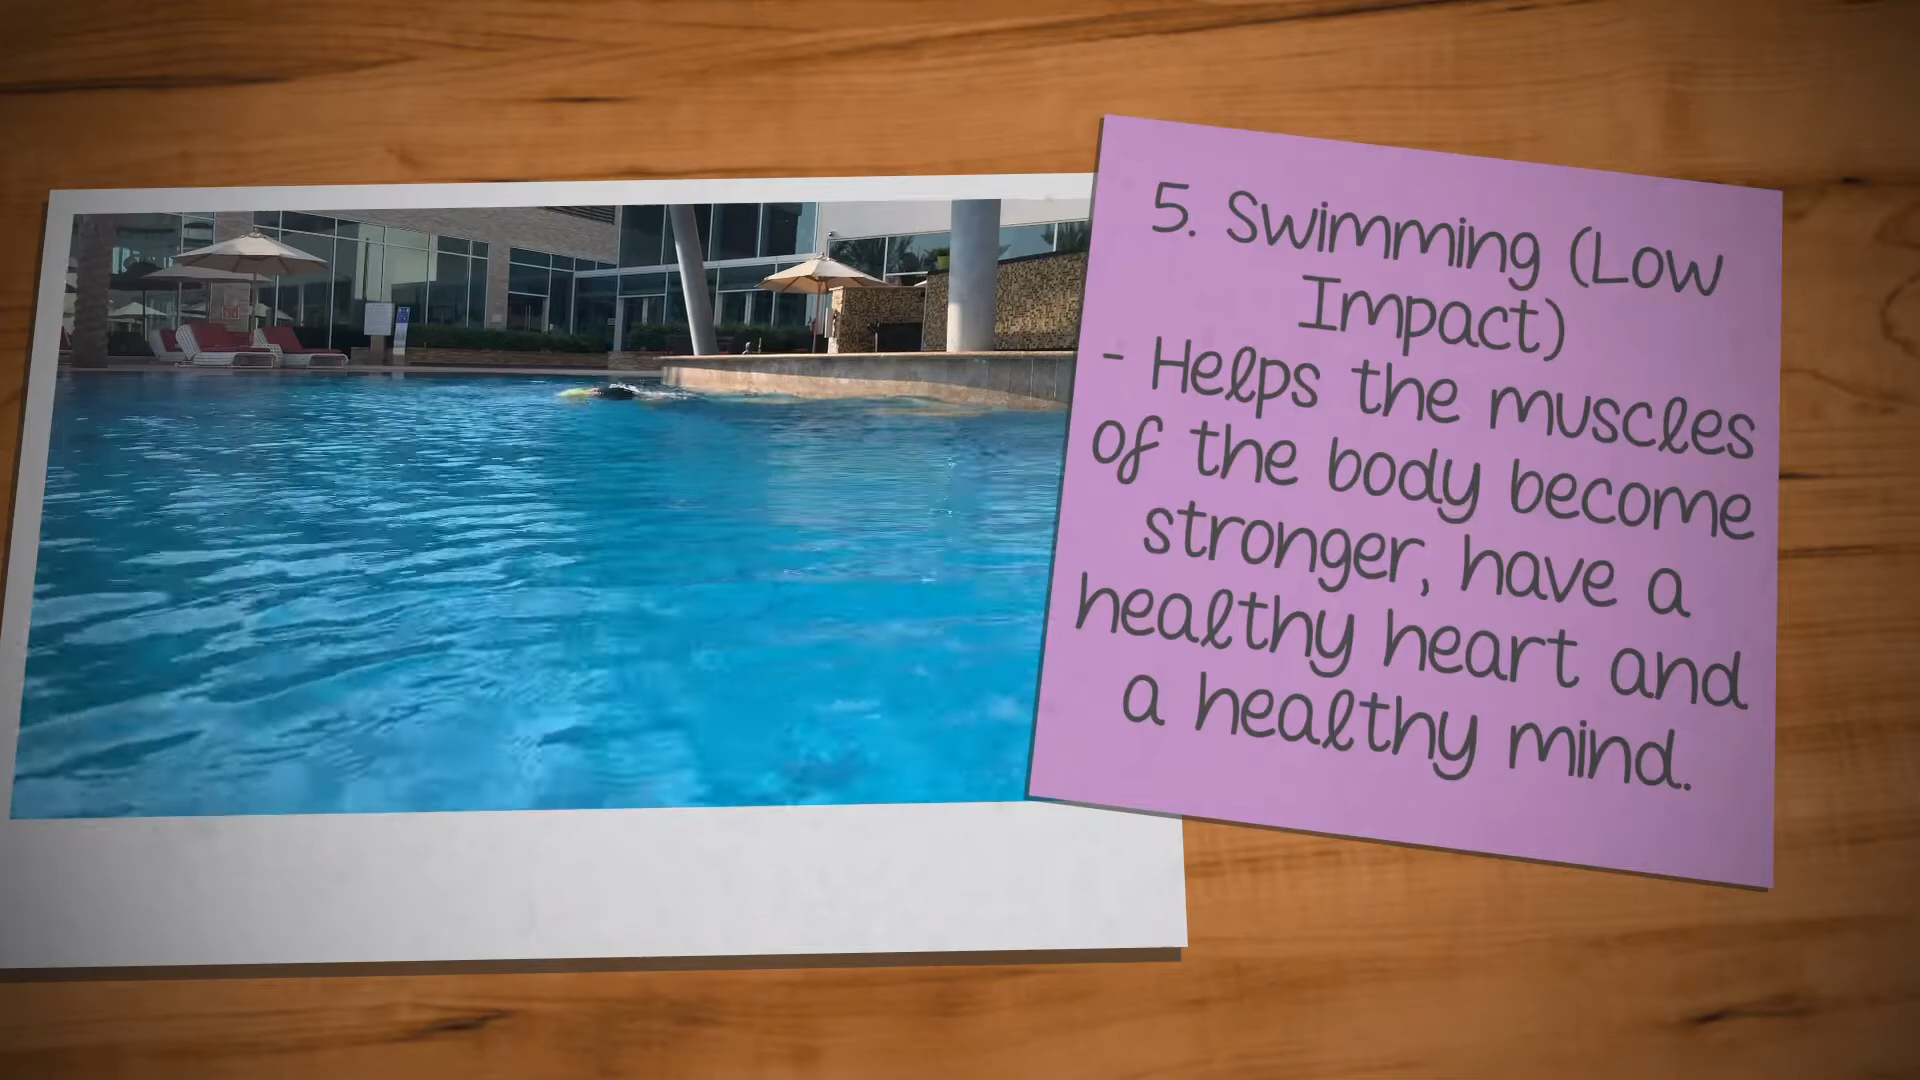 5. Swimming (Low
Impact)
- Helps the muscles
of the body become
stronger, have a
healthy heart and
a healthy mind.